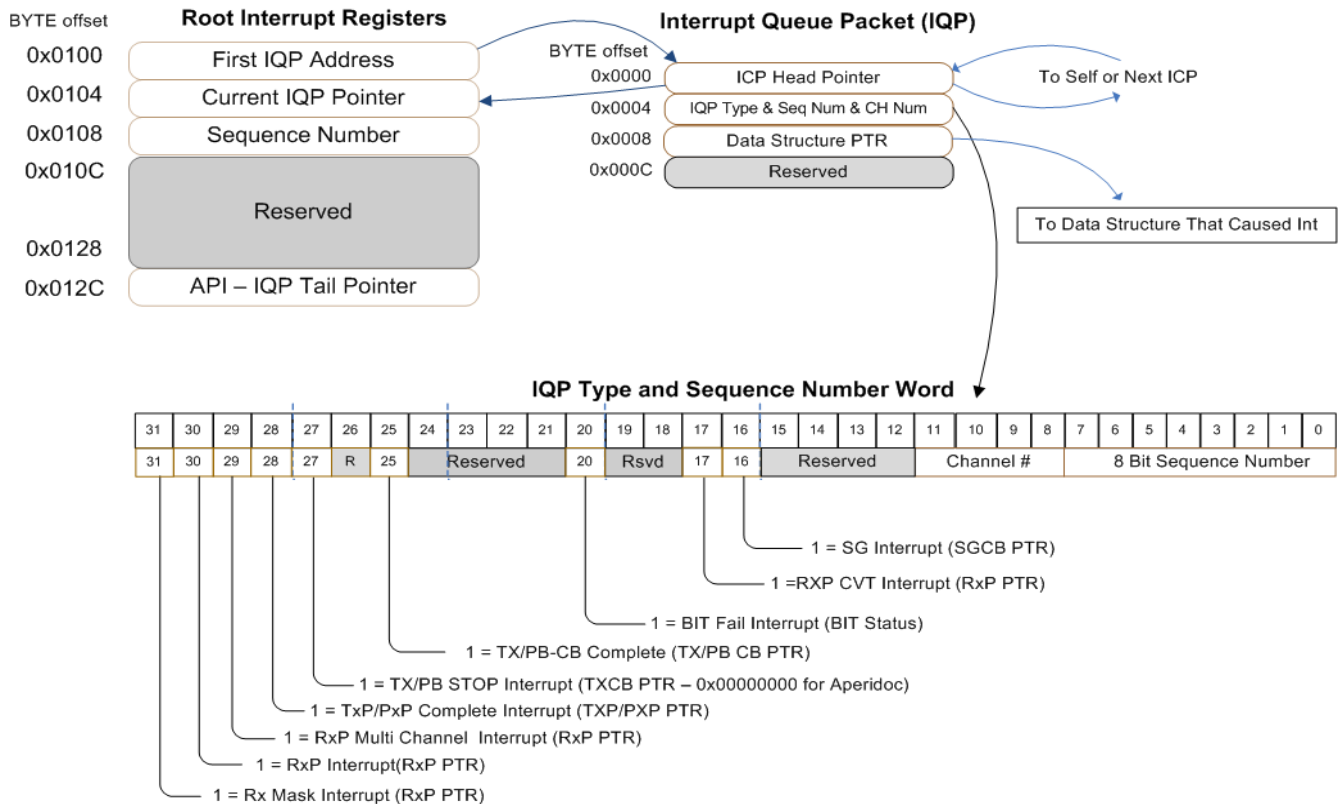 BYTE offset
Root Interrupt Registers
0x0100
First IQP Address
0x0104
Current IQP Pointer
0x0108
Sequence Number
0x010C
Reserved
0x0128
0x012C
API – IQP Tail Pointer
Interrupt Queue Packet (IQP)
BYTE offset
0x0000
ICP Head Pointer
To Self or Next ICP
0x0004
IQP Type & Seq Num & CH Num
0x0008
Data Structure PTR
0x000C
Reserved
To Data Structure That Caused Int
IQP Type and Sequence Number Word
31 30 29 28 27 26 25 24 23 22 21 20 19 18 17 16 15 14 13 12 11 10 9 8 7 6 5 4 3 2 1 0
31 30 29 28 27 R 25 Reserved 20 Rsvd 17 16 Reserved Channel # 8 Bit Sequence Number
1 = SG Interrupt (SGCB PTR)
1 =RXP CVT Interrupt (RxP PTR)
1 = BIT Fail Interrupt (BIT Status)
1 = TX/PB-CB Complete (TX/PB CB PTR)
1 = TX/PB STOP Interrupt (TXCB PTR – 0x00000000 for Aperidoc)
1 = TxP/PxP Complete Interrupt (TXP/PXP PTR)
1 = RxP Multi Channel Interrupt (RxP PTR)
1 = RxP Interrupt(RxP PTR)
1 = Rx Mask Interrupt (RxP PTR)